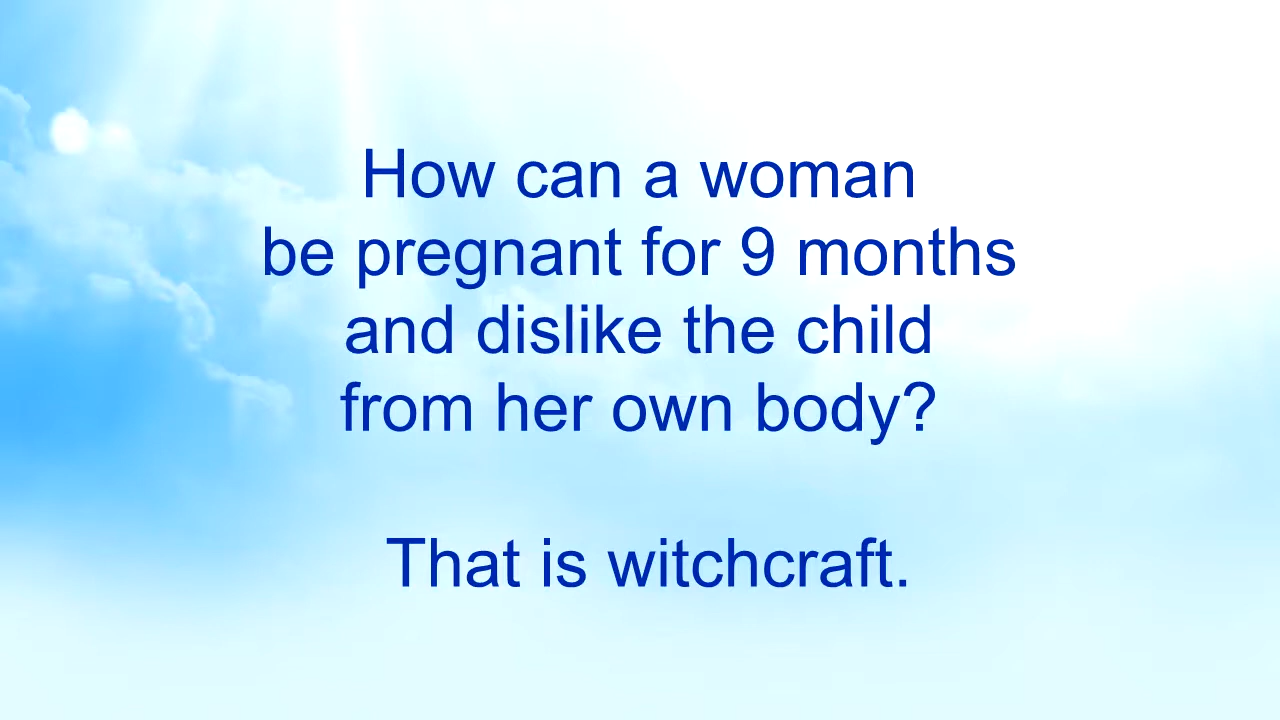 How can a woman
be pregnant for 9 months
and dislike the child
from her own body?
That is witchcraft.